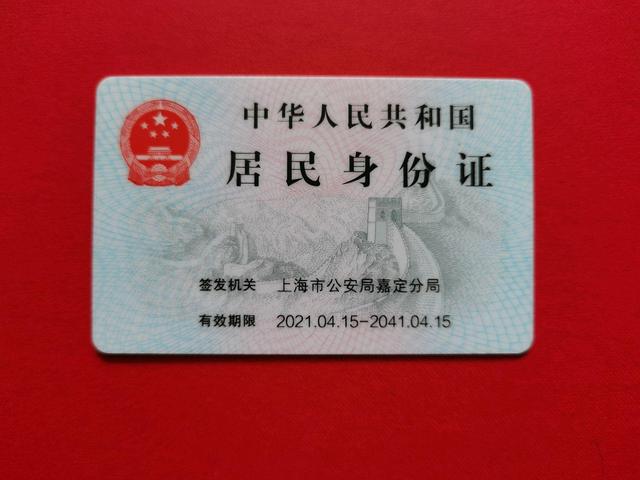 中华人民共和国
居民身份证
签发机关 上海市公安局嘉定分局
有效期限 2021.04.15-2041.04.15